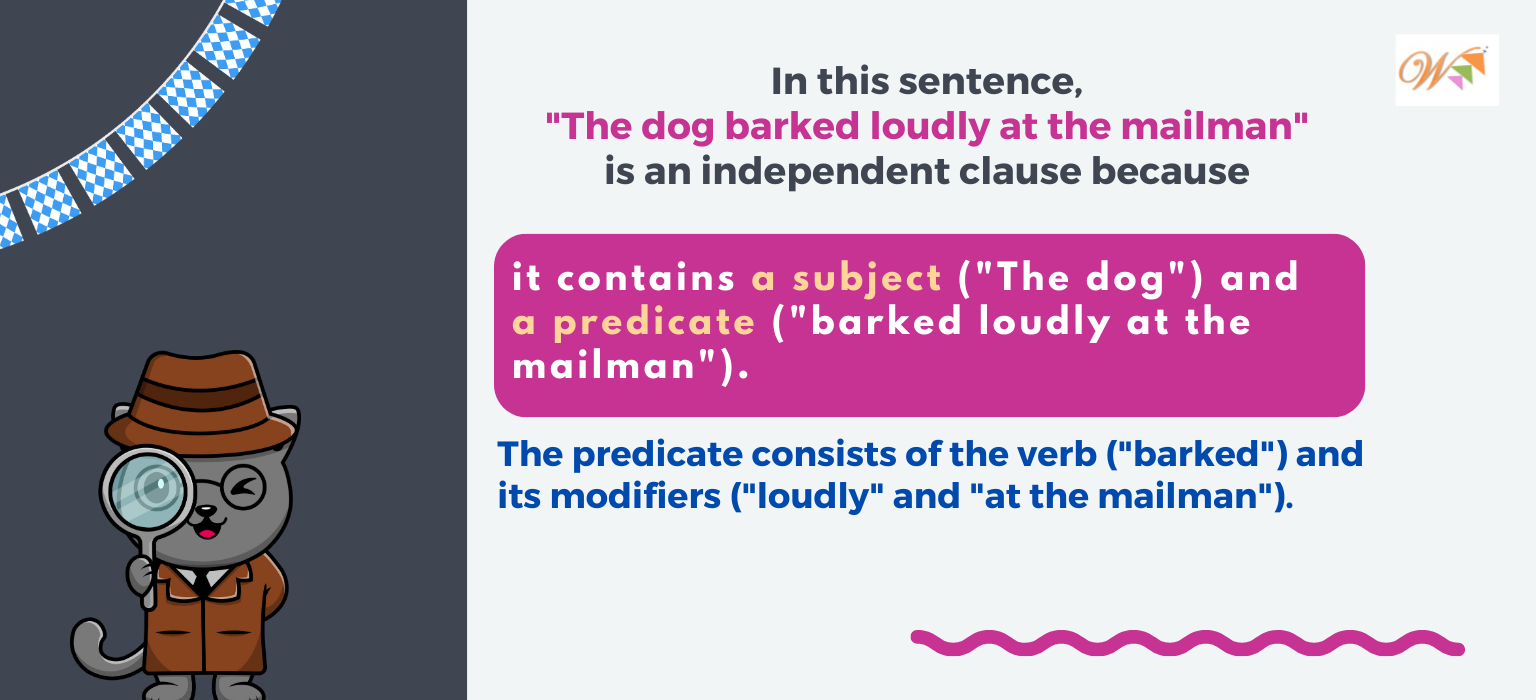 In this sentence,
"The dog barked loudly at the mailman"
is an independent clause because
W
it contains a subject ("The dog") and
a predicate ("barked loudly at the
mailman").
The predicate consists of the verb ("barked") and
its modifiers ("loudly" and "at the mailman").